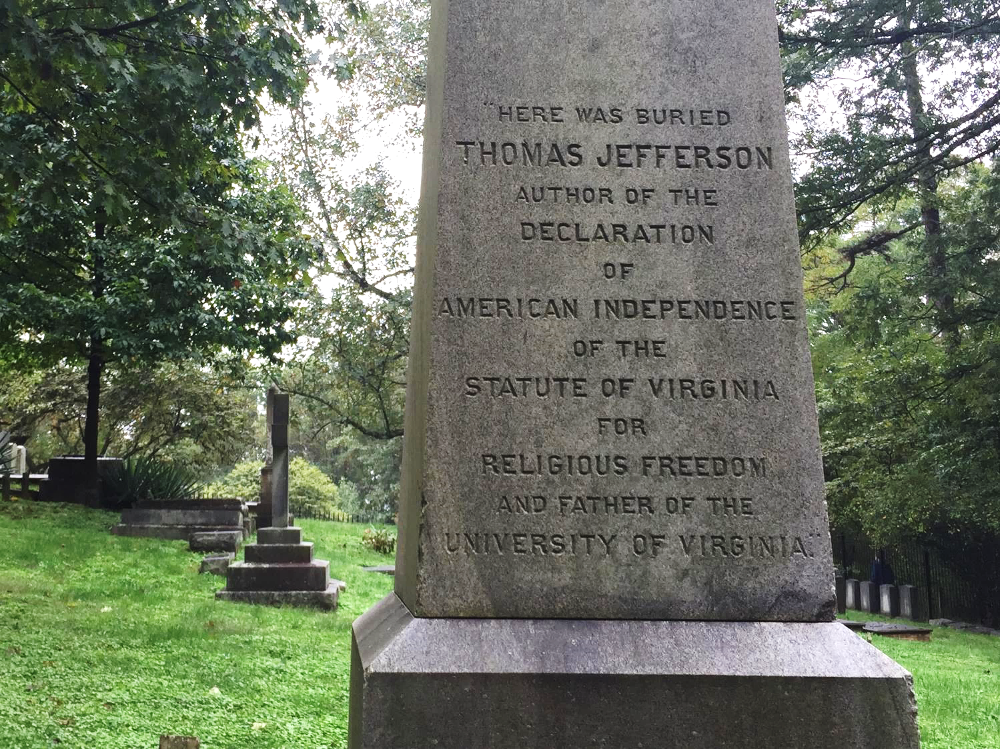 "HERE WAS BURIED
THOMAS JEFFERSON
AUTHOR OF THE
DECLARATION
OF
AMERICAN INDEPENDENCE
OF THE
STATUTE OF VIRGINIA
FOR
RELIGIOUS FREEDOM
AND FATHER OF THE
UNIVERSITY OF VIRGINIA."